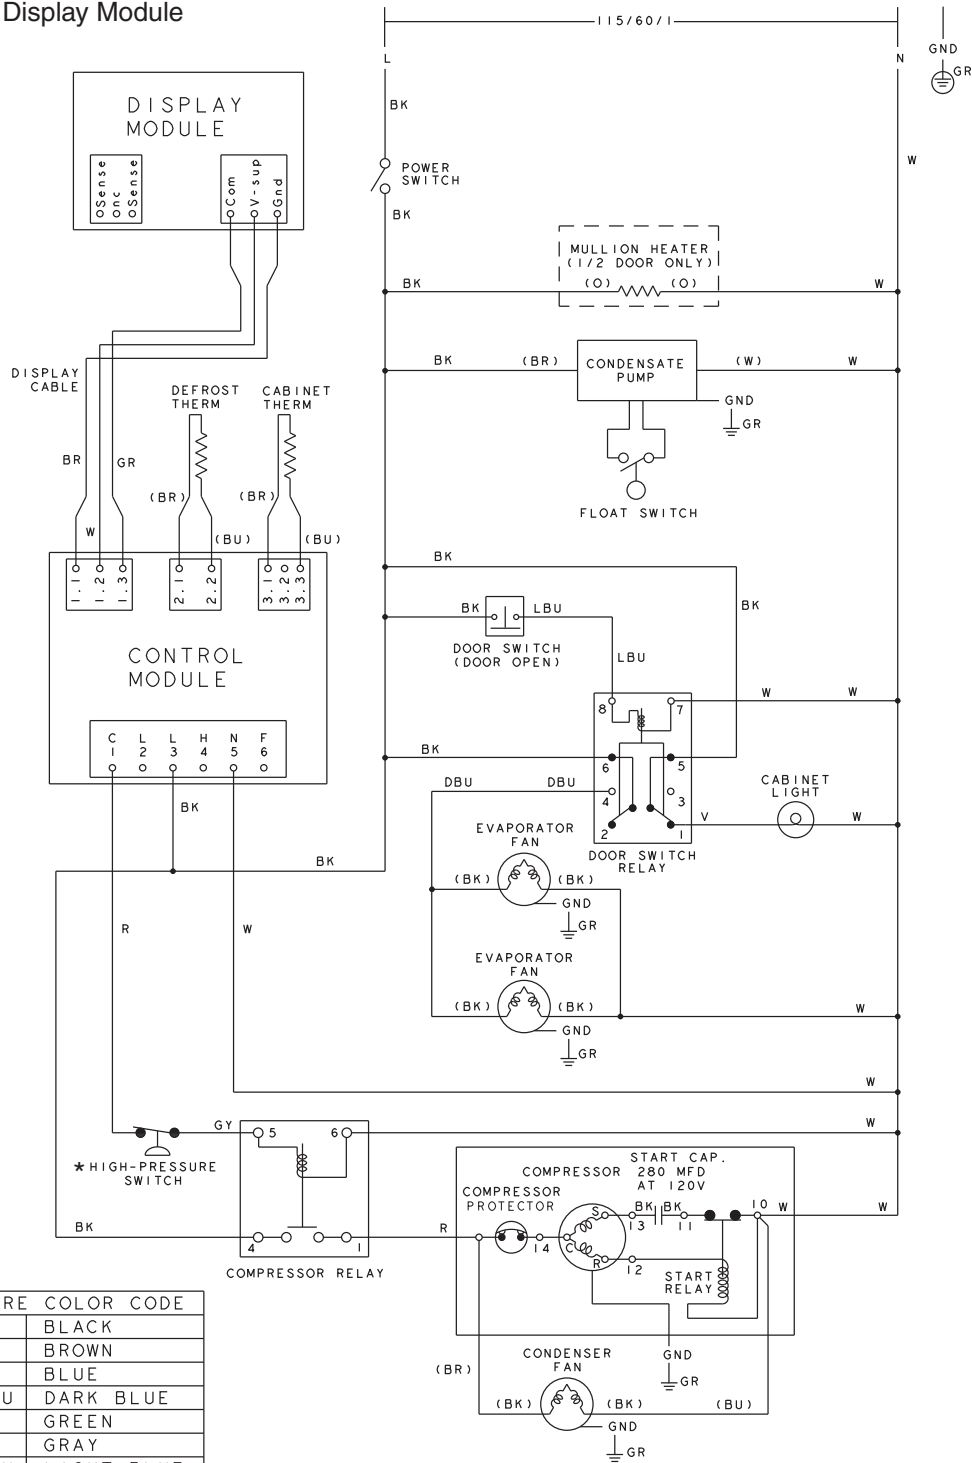 Display Module
115/60/1
L
N
GND
GR
BK
W
POWER
SWITCH
BK
DISPLAY
MODULE
Sense
nc
Sense
Com
V-sup
Gnd
MULLION HEATER
(1/2 DOOR ONLY)
BK
(O)
(O)
W
DISPLAY
CABLE
BK
(BR)
CONDENSATE
PUMP
(W)
W
GND
GR
FLOAT SWITCH
DEFROST
THERM
CABINET
THERM
BR
GR
W
(BR)
(BU)
(BR)
(BU)
1.1
1.2
1.3
2.1
2.2
3.1
3.2
3.3
CONTROL
MODULE
C
L
L
H
N
F
1
2
3
4
5
6
BK
BK
BK
LBU
DOOR SWITCH
(DOOR OPEN)
LBU
8
7
W
W
BK
6
5
DBU
DBU
4
3
2
1
V
CABINET
LIGHT
W
DOOR SWITCH
RELAY
BK
BK
EVAPORATOR
FAN
(BK)
(BK)
GND
GR
R
W
EVAPORATOR
FAN
(BK)
(BK)
W
GND
GR
W
GY
5
6
W
*HIGH-PRESSURE
SWITCH
BK
4
1
COMPRESSOR RELAY
R
COMPRESSOR
PROTECTOR
COMPRESSOR
START CAP.
280 MFD
AT 120V
14
C
S
R
13
BK
BK
11
10
W
W
12
START
RELAY
GND
GR
(BR)
CONDENSER
FAN
(BK)
(BK)
(BU)
GND
GR
RE COLOR CODE
BLACK
BROWN
BLUE
U DARK BLUE
GREEN
GRAY